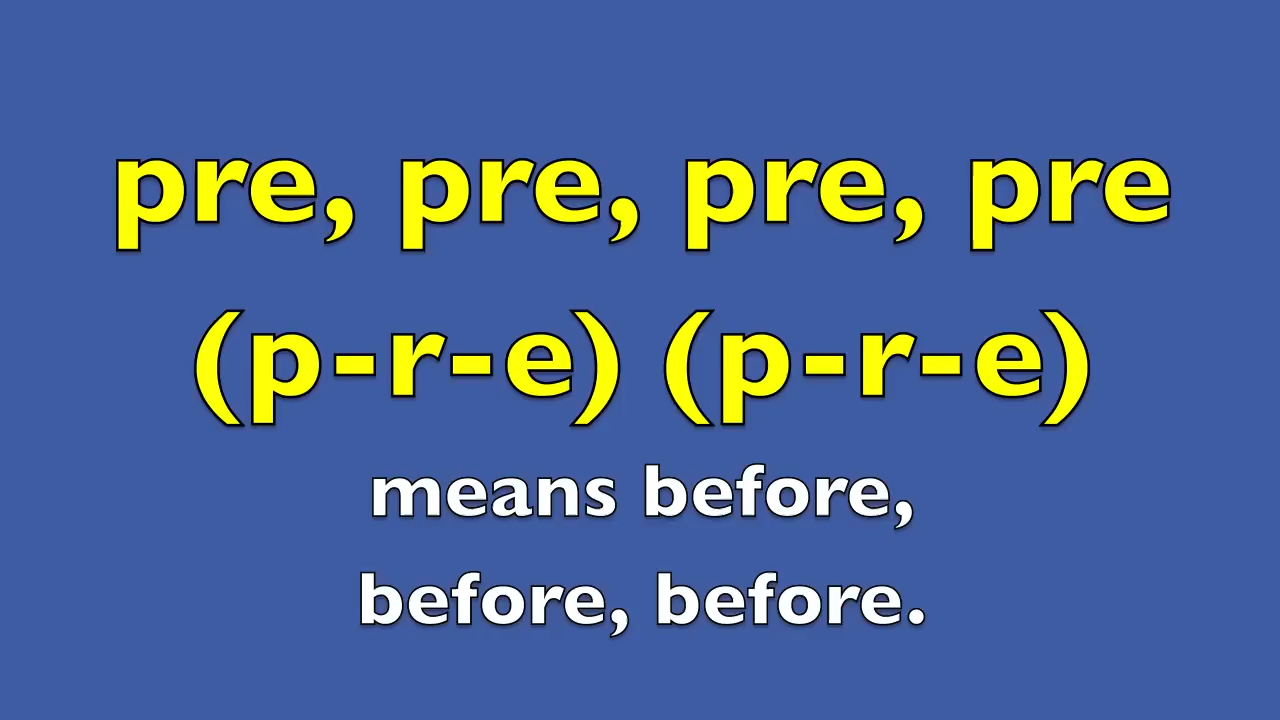 pre, pre, pre, pre
(p-r-e) (p-r-e)
means before,
before, before.